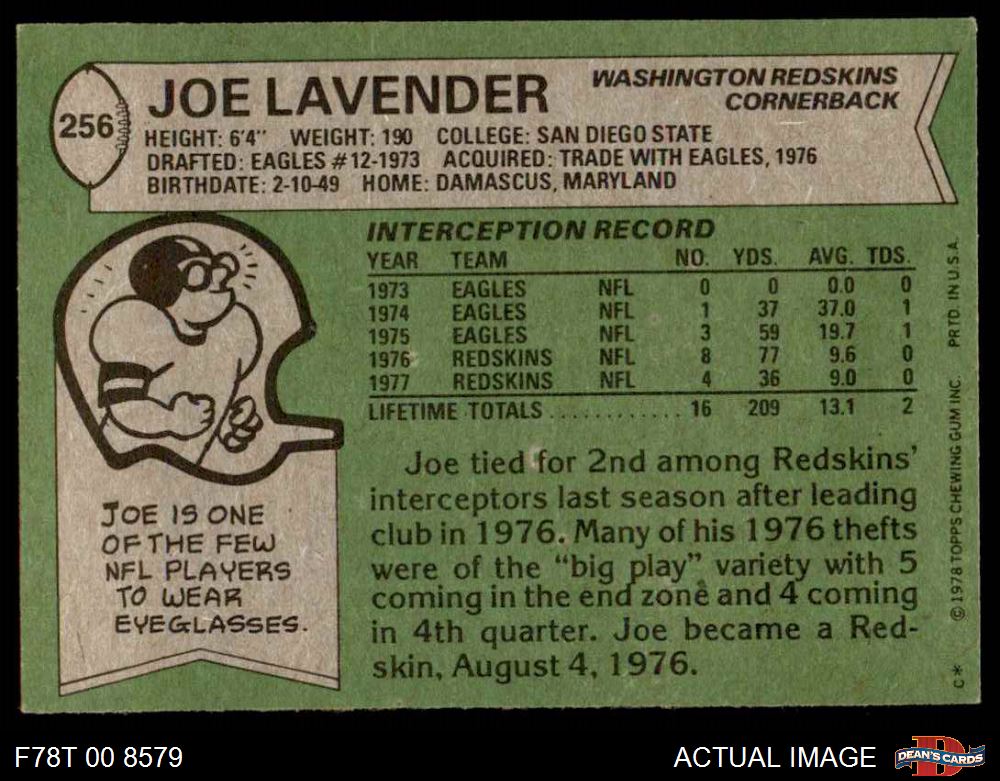 256
JOE LAVENDER
WASHINGTON REDSKINS
CORNERBACK
HEIGHT: 6'4" WEIGHT: 190 COLLEGE: SAN DIEGO STATE
DRAFTED: EAGLES #12-1973 ACQUIRED: TRADE WITH EAGLES, 1976
BIRTHDATE: 2-10-49 HOME: DAMASCUS, MARYLAND
INTERCEPTION RECORD
YEAR TEAM NO. YDS. AVG. TDS.
1973 EAGLES NFL 0 0 0.0 0
1974 EAGLES NFL 1 37 37.0 1
1975 EAGLES NFL 3 59 19.7 1
1976 REDSKINS NFL 8 77 9.6 0
1977 REDSKINS NFL 4 36 9.0 0
LIFETIME TOTALS ............ 16 209 13.1 2
JOE IS ONE
OF THE FEW
NFL PLAYERS
TO WEAR
EYEGLASSES.
Joe tied for 2nd among Redskins'
interceptors last season after leading
club in 1976. Many of his 1976 thefts
were of the "big play" variety with 5
coming in the end zone and 4 coming
in 4th quarter. Joe became a Red-
skin, August 4, 1976.
C* © 1978 TOPPS CHEWING GUM INC. PRTD. IN U.S.A.
F78T 00 8579
ACTUAL IMAGE
D
DEAN'S CARDS